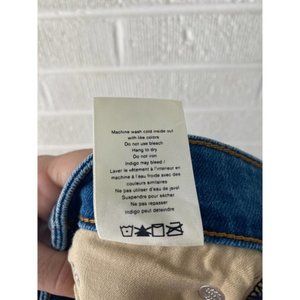 Machine wash cold inside out
with like colors
Do not use bleach
Hang to dry
Do not iron
Indigo may bleed /
Laver le vêtement à l'intérieur en
machine à l'eau froide avec des
couleurs similaires
Ne pas utiliser d'eau de javel
Suspendre pour sécher
Ne pas repasser
Indigo peut déteindre